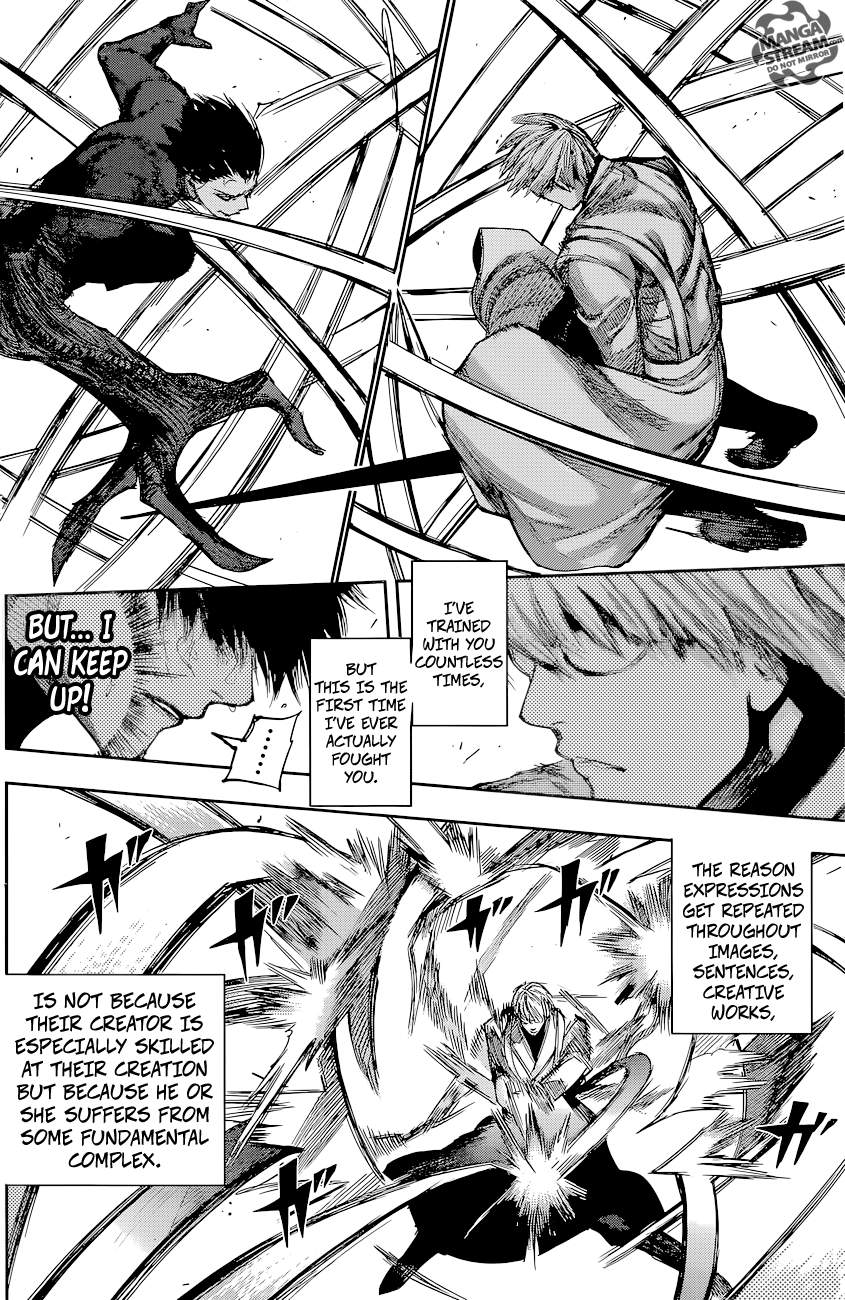 MANGA
STREAM.com
DO NOT MIRROR
I'VE
TRAINED
WITH YOU
COUNTLESS
TIMES,
BUT
THIS IS THE
FIRST TIME
I'VE EVER
ACTUALLY
FOUGHT
YOU.
BUT... I
CAN KEEP
UP!
.....
THE REASON
EXPRESSIONS
GET REPEATED
THROUGHOUT
IMAGES,
SENTENCES,
CREATIVE
WORKS,
ガ
ガ
ガ
ガ
ガ
ガ
IS NOT BECAUSE
THEIR CREATOR IS
ESPECIALLY SKILLED
AT THEIR CREATION
BUT BECAUSE HE OR
SHE SUFFERS FROM
SOME FUNDAMENTAL
COMPLEX.